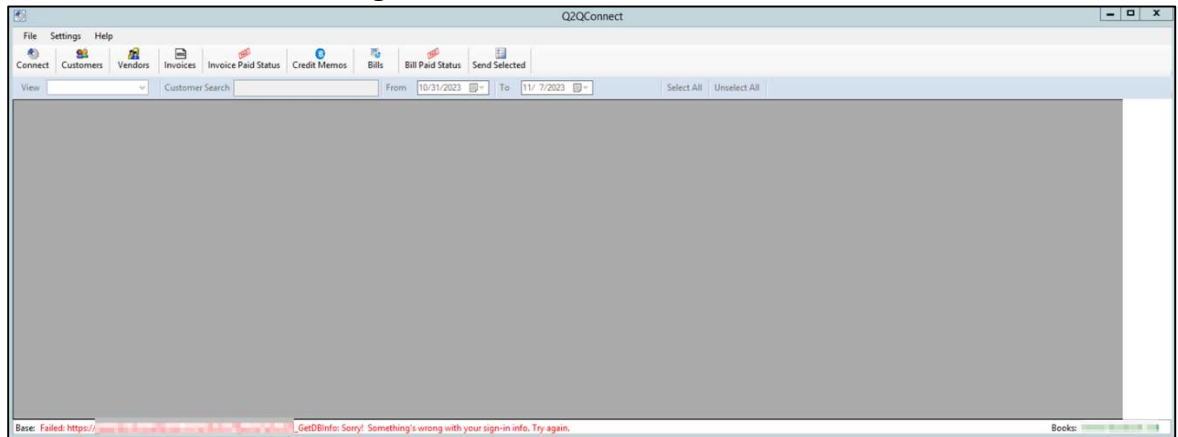 Q2QConnect
File Settings Help
Connect Customers Vendors Invoices Invoice Paid Status Credit Memos Bills Bill Paid Status Send Selected
View Customer Search From 10/31/2023 To 11/ 7/2023 Select All Unselect All
Base: Failed: https:// _GetDBInfo: Sorry! Something's wrong with your sign-in info. Try again. Books: